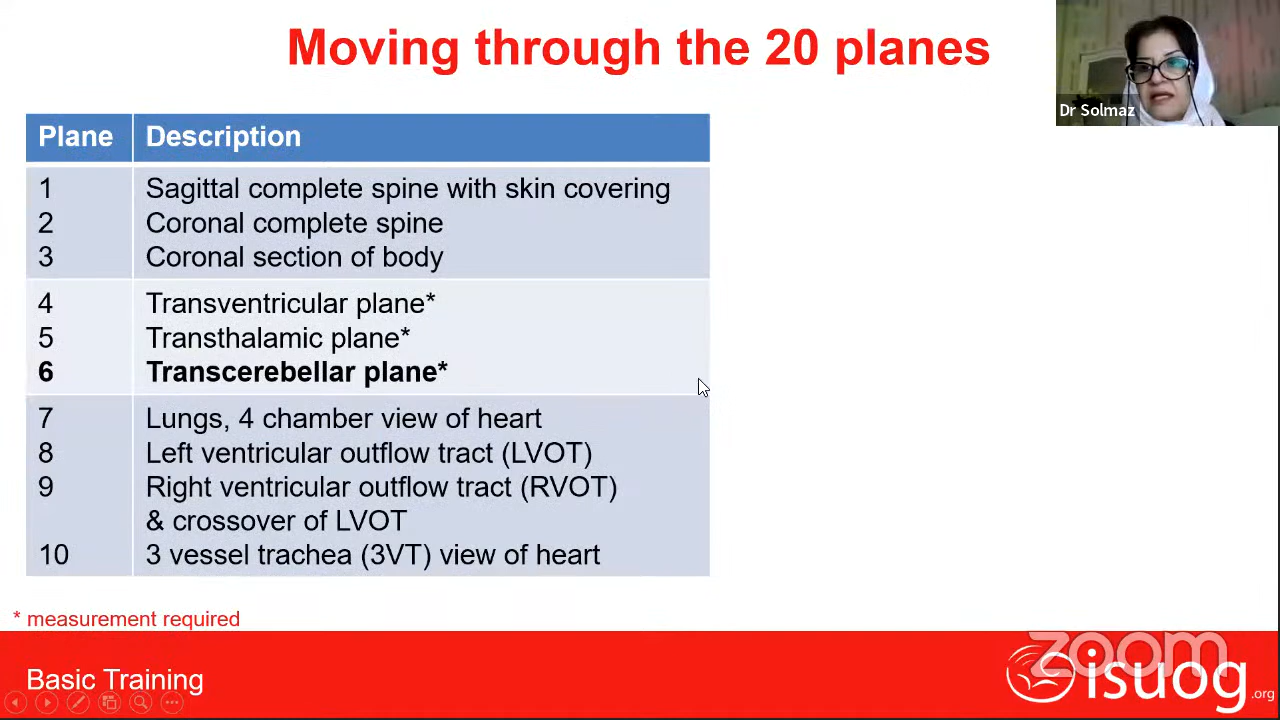 Moving through the 20 planes
Dr Solmaz
Plane Description
1 Sagittal complete spine with skin covering
2 Coronal complete spine
3 Coronal section of body
4 Transventricular plane*
5 Transthalamic plane*
6 Transcerebellar plane*
7 Lungs, 4 chamber view of heart
8 Left ventricular outflow tract (LVOT)
9 Right ventricular outflow tract (RVOT)
& crossover of LVOT
10 3 vessel trachea (3VT) view of heart
* measurement required
zoom
Basic Training
isuog.org